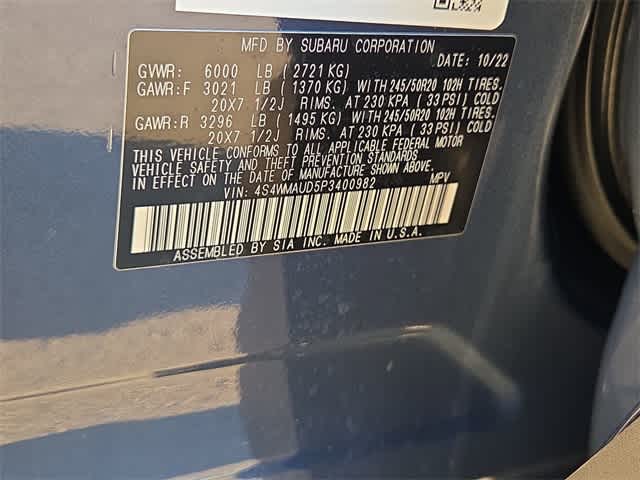 MFD BY SUBARU CORPORATION
DATE: 10/22
GVWR: 6000 LB (2721 KG)
GAWR:F 3021 LB (1370 KG) WITH 245/50R20 102H TIRES.
20X7 1/2J RIMS. AT 230 KPA (33 PSI) COLD
GAWR:R 3296 LB (1495 KG) WITH 245/50R20 102H TIRES.
20X7 1/2J RIMS. AT 230 KPA (33 PSI) COLD
THIS VEHICLE CONFORMS TO ALL APPLICABLE FEDERAL MOTOR
VEHICLE SAFETY AND THEFT PREVENTION STANDARDS
IN EFFECT ON THE DATE OF MANUFACTURE SHOWN ABOVE.
VIN: 4S4WMAUD5P3400982 MPV
ASSEMBLED BY SIA INC. MADE IN U.S.A.